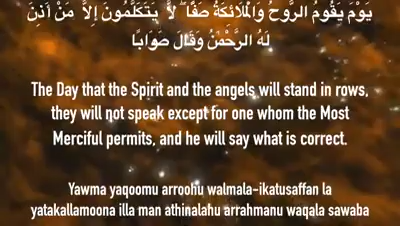 يَوْمَ يَقُومُ الرُّوحُ وَالْمَلَائِكَةُ صَفًّا ۖ لَّا يَتَكَلَّمُونَ إِلَّا مَنْ أَذِنَ
لَهُ الرَّحْمَٰنُ وَقَالَ صَوَابًا
The Day that the Spirit and the angels will stand in rows,
they will not speak except for one whom the Most
Merciful permits, and he will say what is correct.
Yawma yaqoomu arroohu walmala-ikatusaffan la
yatakallamoona illa man athinalahu arrahmanu waqala sawaba